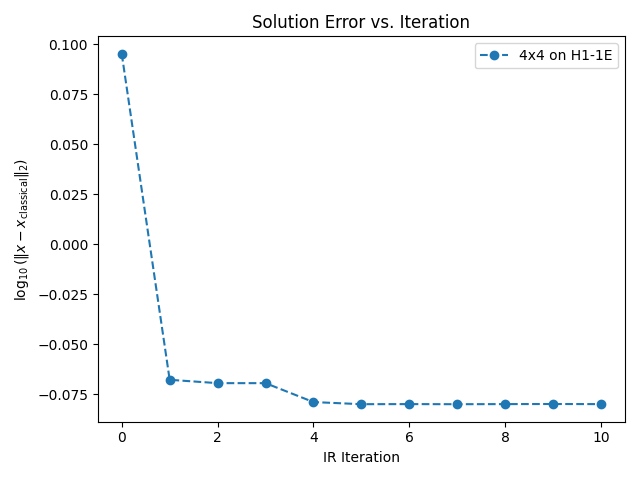 Solution Error vs. Iteration
4x4 on H1-1E
log₁₀(‖x − x_classical‖₂)
0.100
0.075
0.050
0.025
0.000
−0.025
−0.050
−0.075
0 2 4 6 8 10
IR Iteration